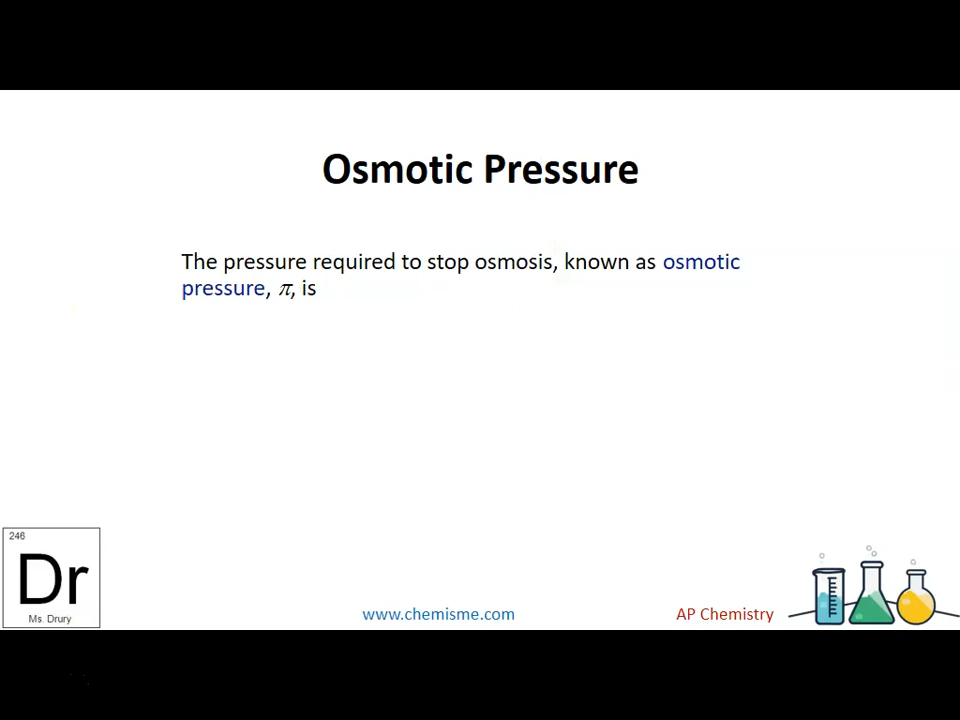 Osmotic Pressure
The pressure required to stop osmosis, known as osmotic
pressure, π, is
246
Dr
Ms. Drury
www.chemisme.com
AP Chemistry